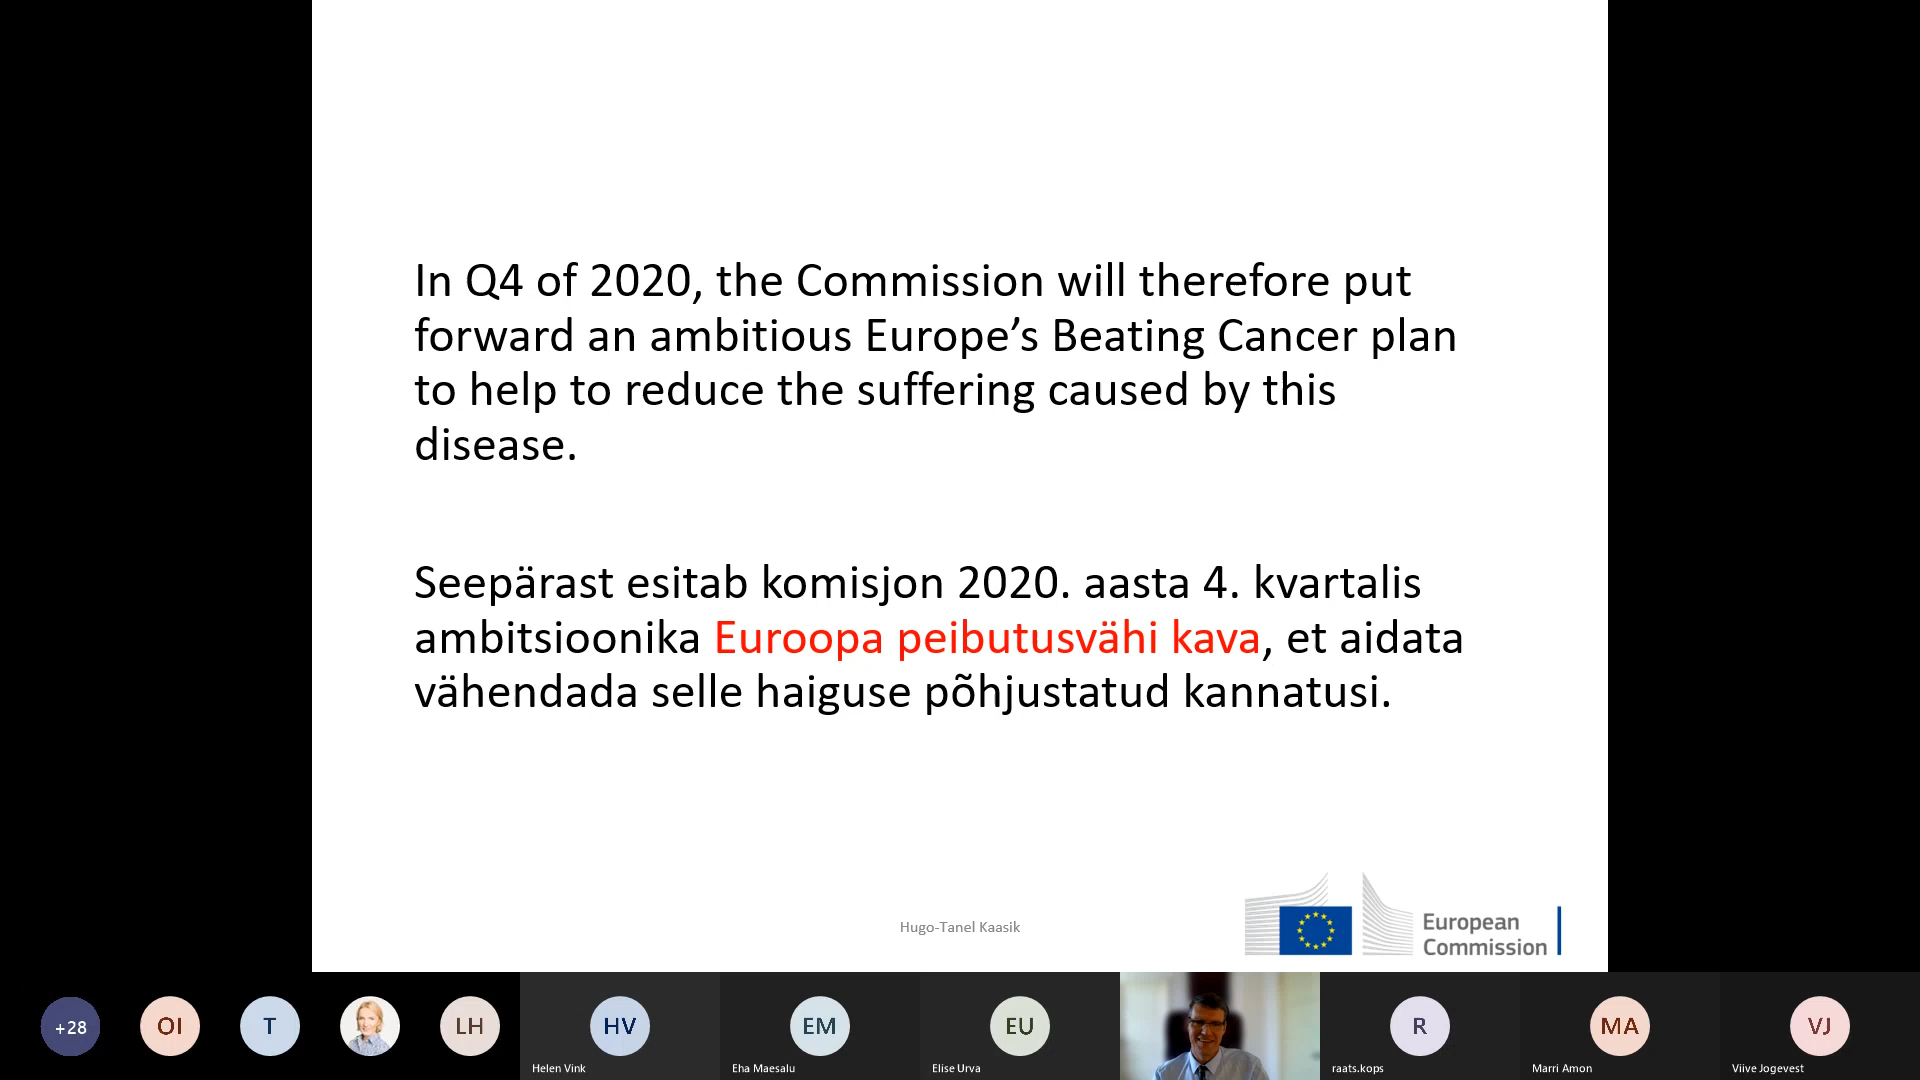 In Q4 of 2020, the Commission will therefore put
forward an ambitious Europe’s Beating Cancer plan
to help to reduce the suffering caused by this
disease.
Seepärast esitab komisjon 2020. aasta 4. kvartalis
ambitsioonika Euroopa peibutusvähi kava, et aidata
vähendada selle haiguse põhjustatud kannatusi.
Hugo-Tanel Kaasik
European
Commission
+28
OI
T
LH
HV
EM
EU
R
MA
VJ
Helen Vink
Eha Maesalu
Elise Urva
raats.kops
Marri Amon
Viive Jogevest